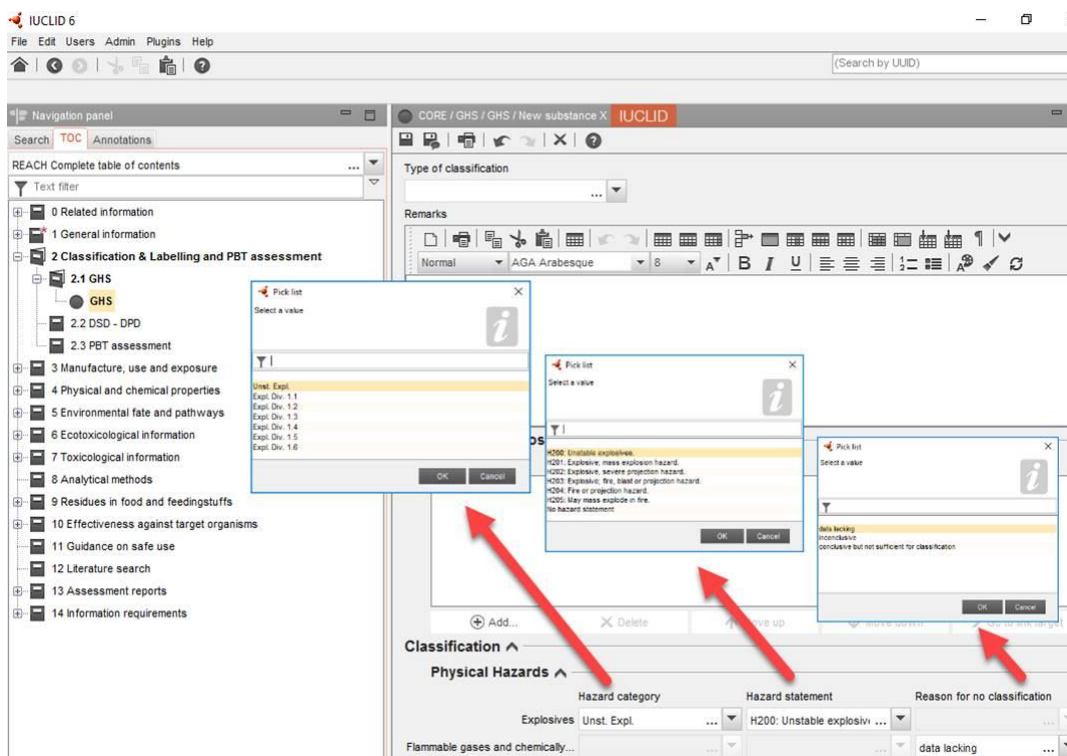 IUCLID 6
File Edit Users Admin Plugins Help
(Search by UUID)
Navigation panel
Search TOC Annotations
REACH Complete table of contents ...
Text filter
0 Related information
1 General information
2 Classification & Labelling and PBT assessment
2.1 GHS
GHS
2.2 DSD - DPD
2.3 PBT assessment
3 Manufacture, use and exposure
4 Physical and chemical properties
5 Environmental fate and pathways
6 Ecotoxicological information
7 Toxicological information
8 Analytical methods
9 Residues in food and feedingstuffs
10 Effectiveness against target organisms
11 Guidance on safe use
12 Literature search
13 Assessment reports
14 Information requirements
CORE / GHS / GHS / New substance X IUCLID
Type of classification
...
Remarks
Normal AGA Arabesque 8
B I U
Pick list
Select a value
Unst. Expl.
Expl. Div. 1.1
Expl. Div. 1.2
Expl. Div. 1.3
Expl. Div. 1.4
Expl. Div. 1.5
Expl. Div. 1.6
OK Cancel
Pick list
Select a value
H200: Unstable explosives.
H201: Explosive; mass explosion hazard.
H202: Explosive, severe projection hazard.
H203: Explosive; fire, blast or projection hazard.
H204: Fire or projection hazard.
H205: May mass explode in fire.
No hazard statement
OK Cancel
Pick list
Select a value
data lacking
inconclusive
conclusive but not sufficient for classification
OK Cancel
Add... Delete
Classification
Physical Hazards
Hazard category Hazard statement Reason for no classification
Explosives Unst. Expl. ... H200: Unstable explosiv ... ...
Flammable gases and chemically... ... ... data lacking ...